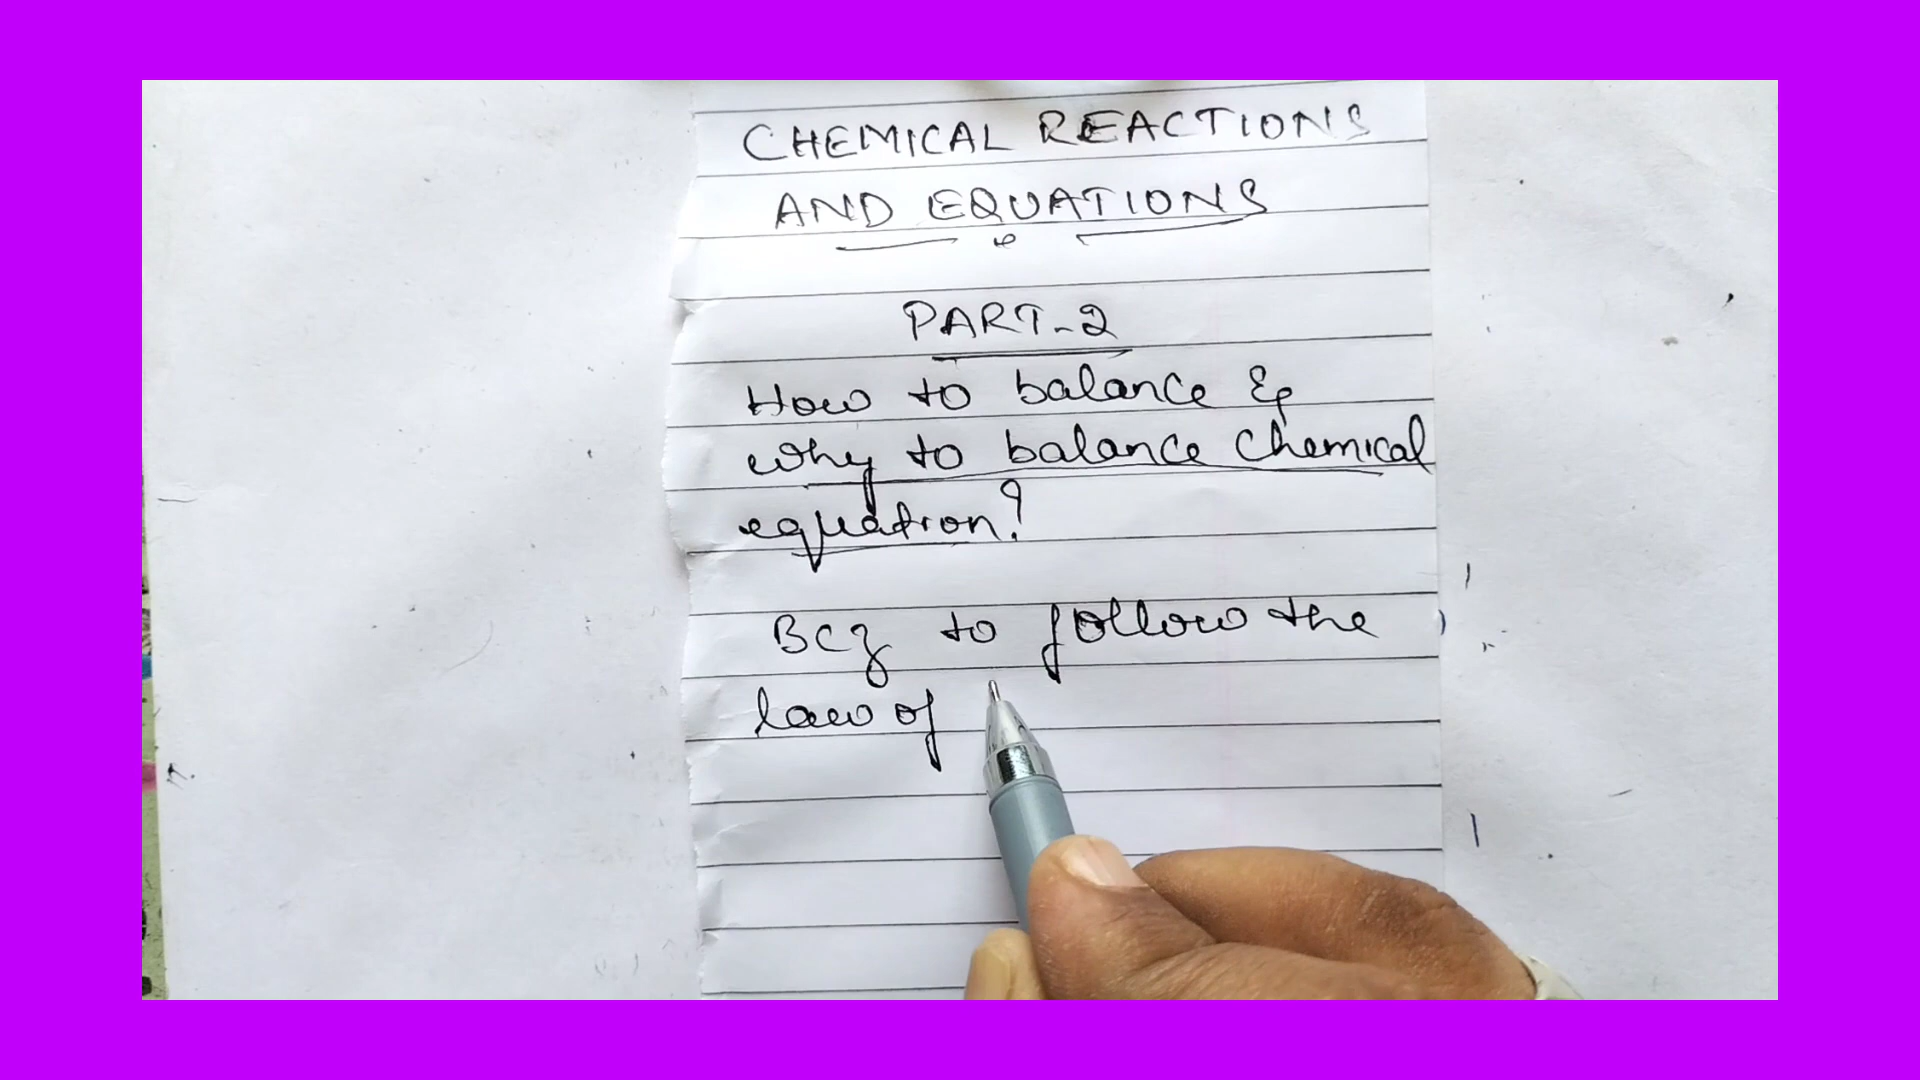 CHEMICAL REACTIONS
AND EQUATIONS
PART-2
How to balance &
why to balance chemical
equation?
BCZ to follow the
law of